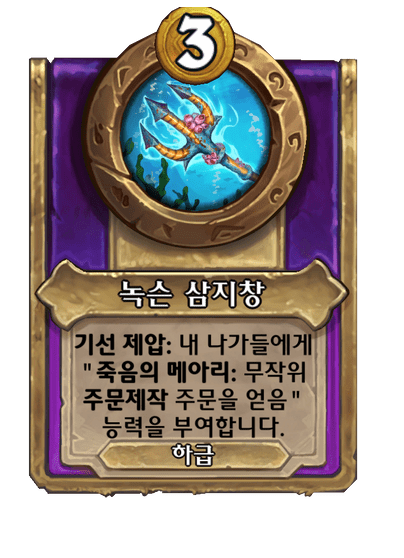 3
녹슨 삼지창
기선 제압: 내 나가들에게
"죽음의 메아리: 무작위
주문제작 주문을 얻음"
능력을 부여합니다.
하급